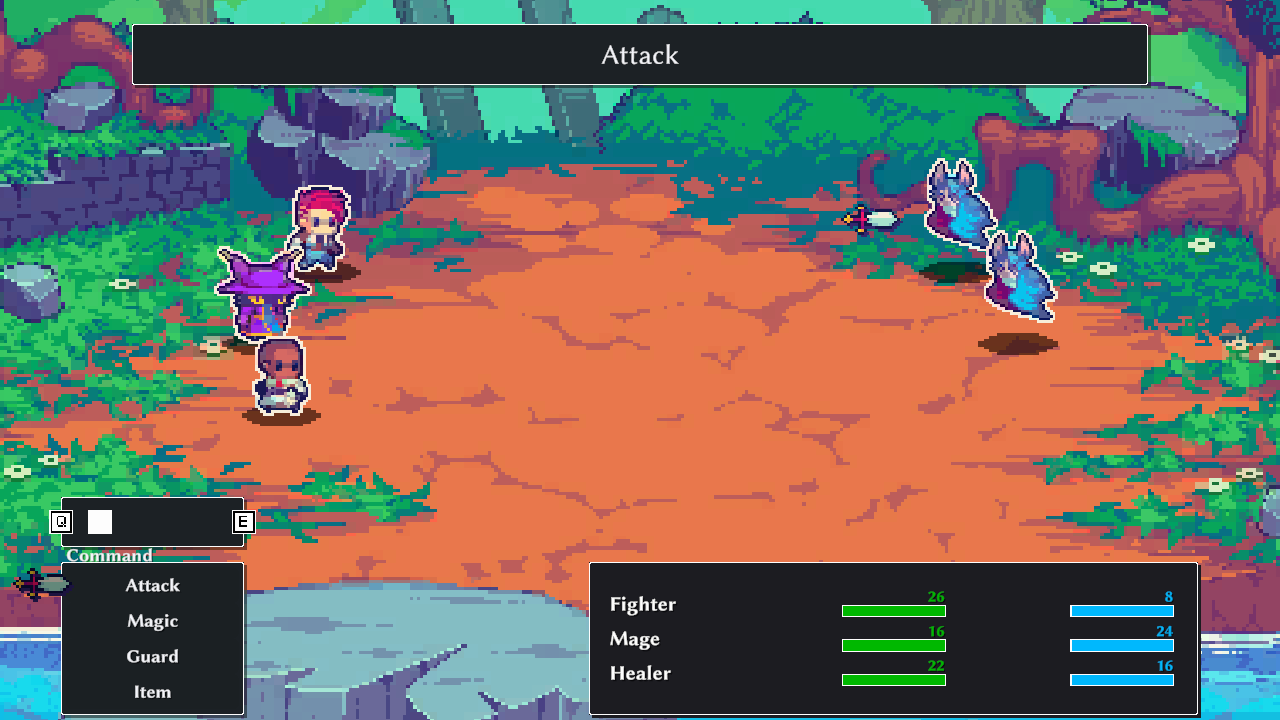 Attack
Q E
Command
Attack
Magic
Guard
Item
Fighter 26 8
Mage 16 24
Healer 22 16